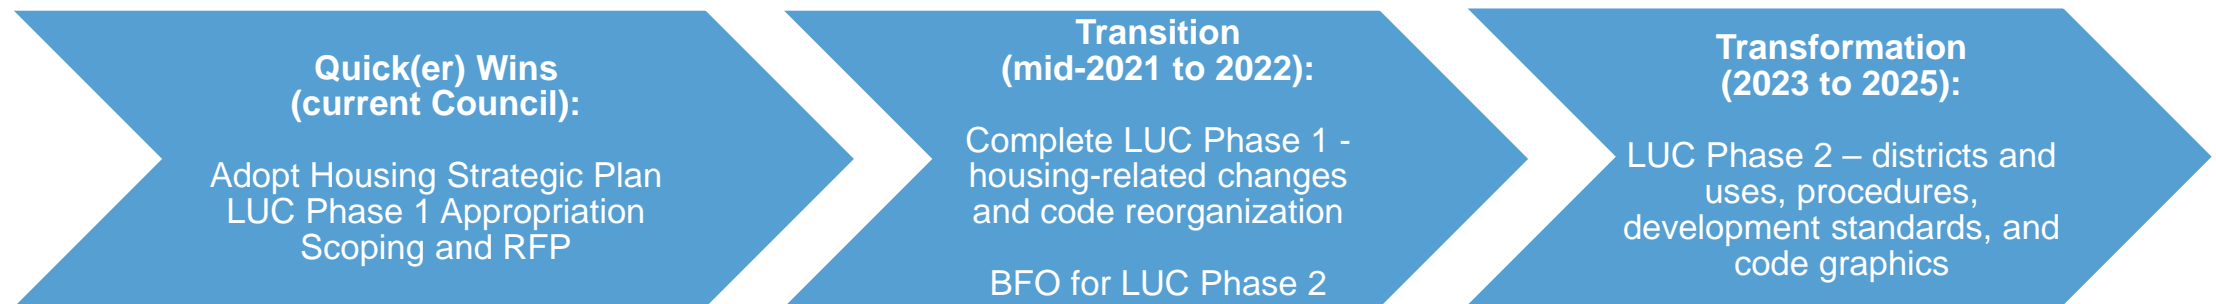 Quick(er) Wins
(current Council):
Adopt Housing Strategic Plan
LUC Phase 1 Appropriation
Scoping and RFP
Transition
(mid-2021 to 2022):
Complete LUC Phase 1 -
housing-related changes
and code reorganization
BFO for LUC Phase 2
Transformation
(2023 to 2025):
LUC Phase 2 – districts and
uses, procedures,
development standards, and
code graphics